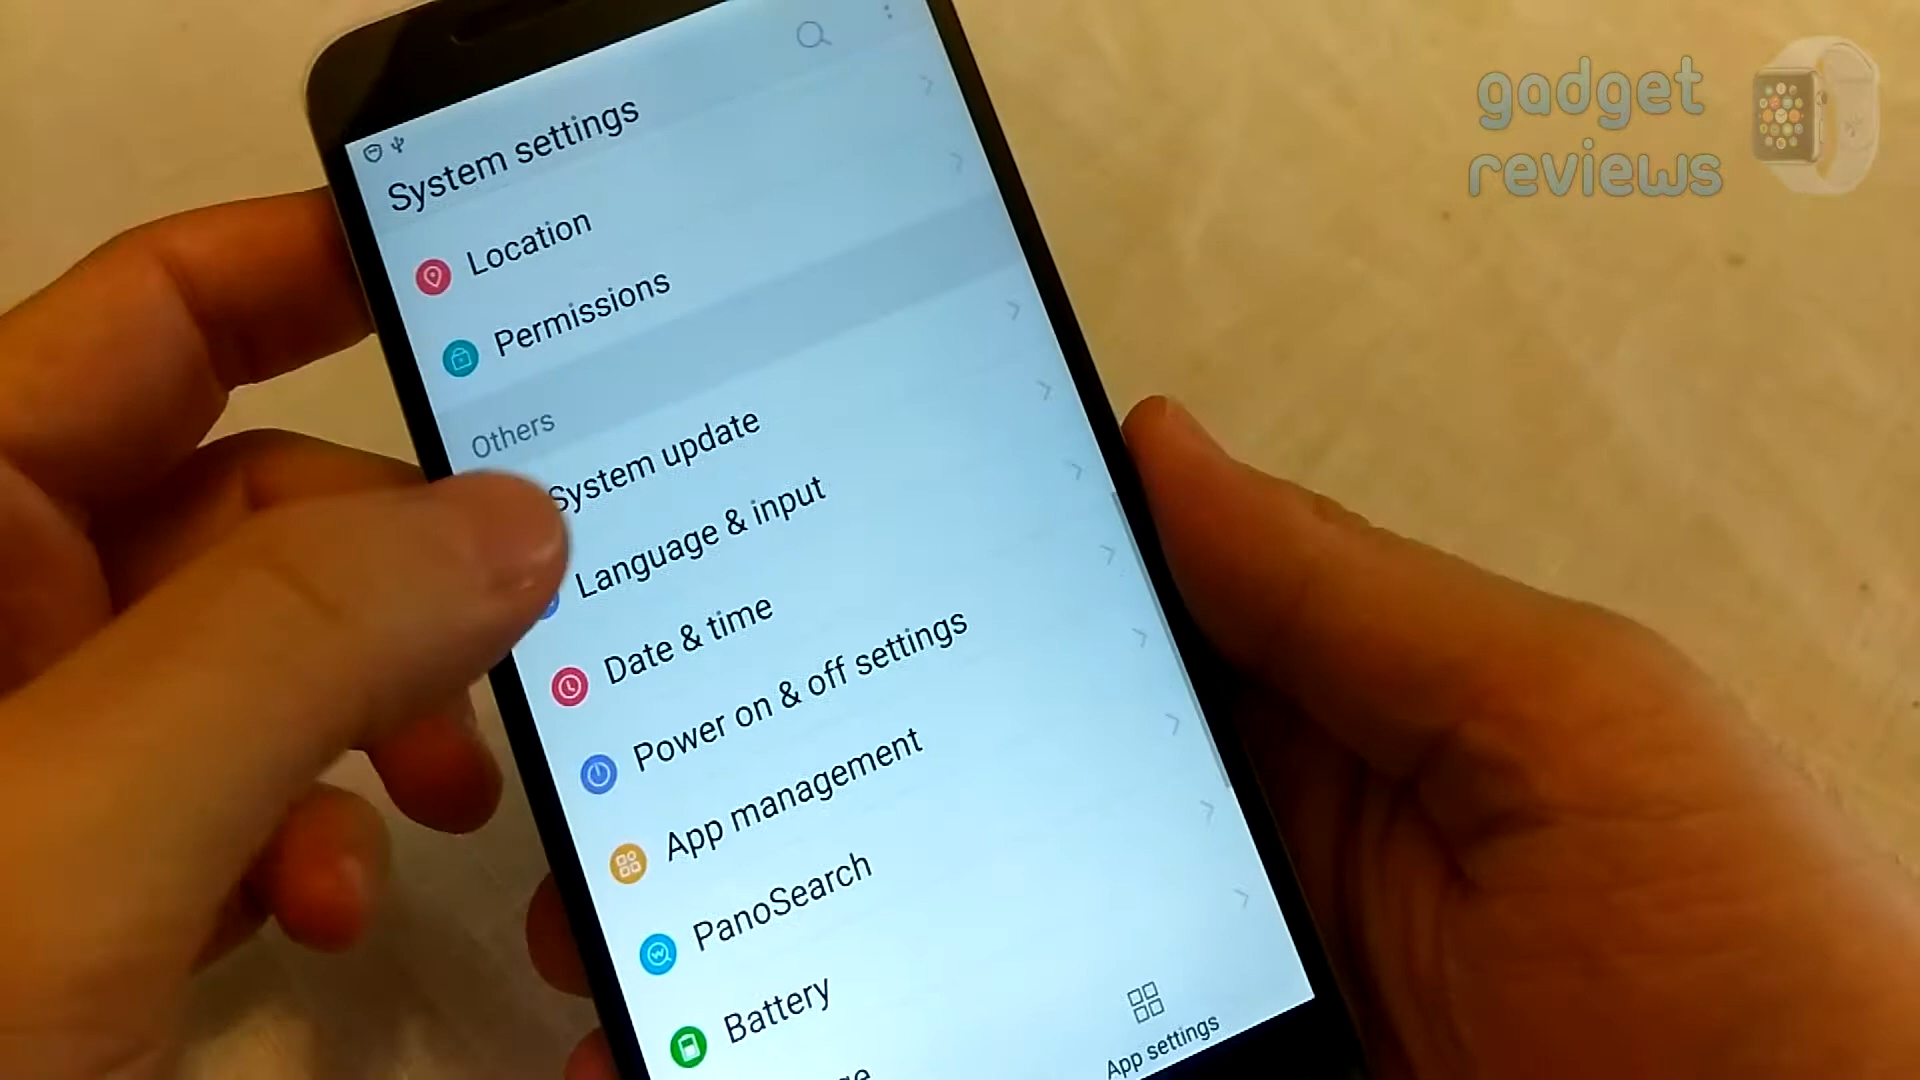 gadget
reviews
System settings
Location
Permissions
Others
System update
Language & input
Date & time
Power on & off settings
App management
PanoSearch
Battery
App settings